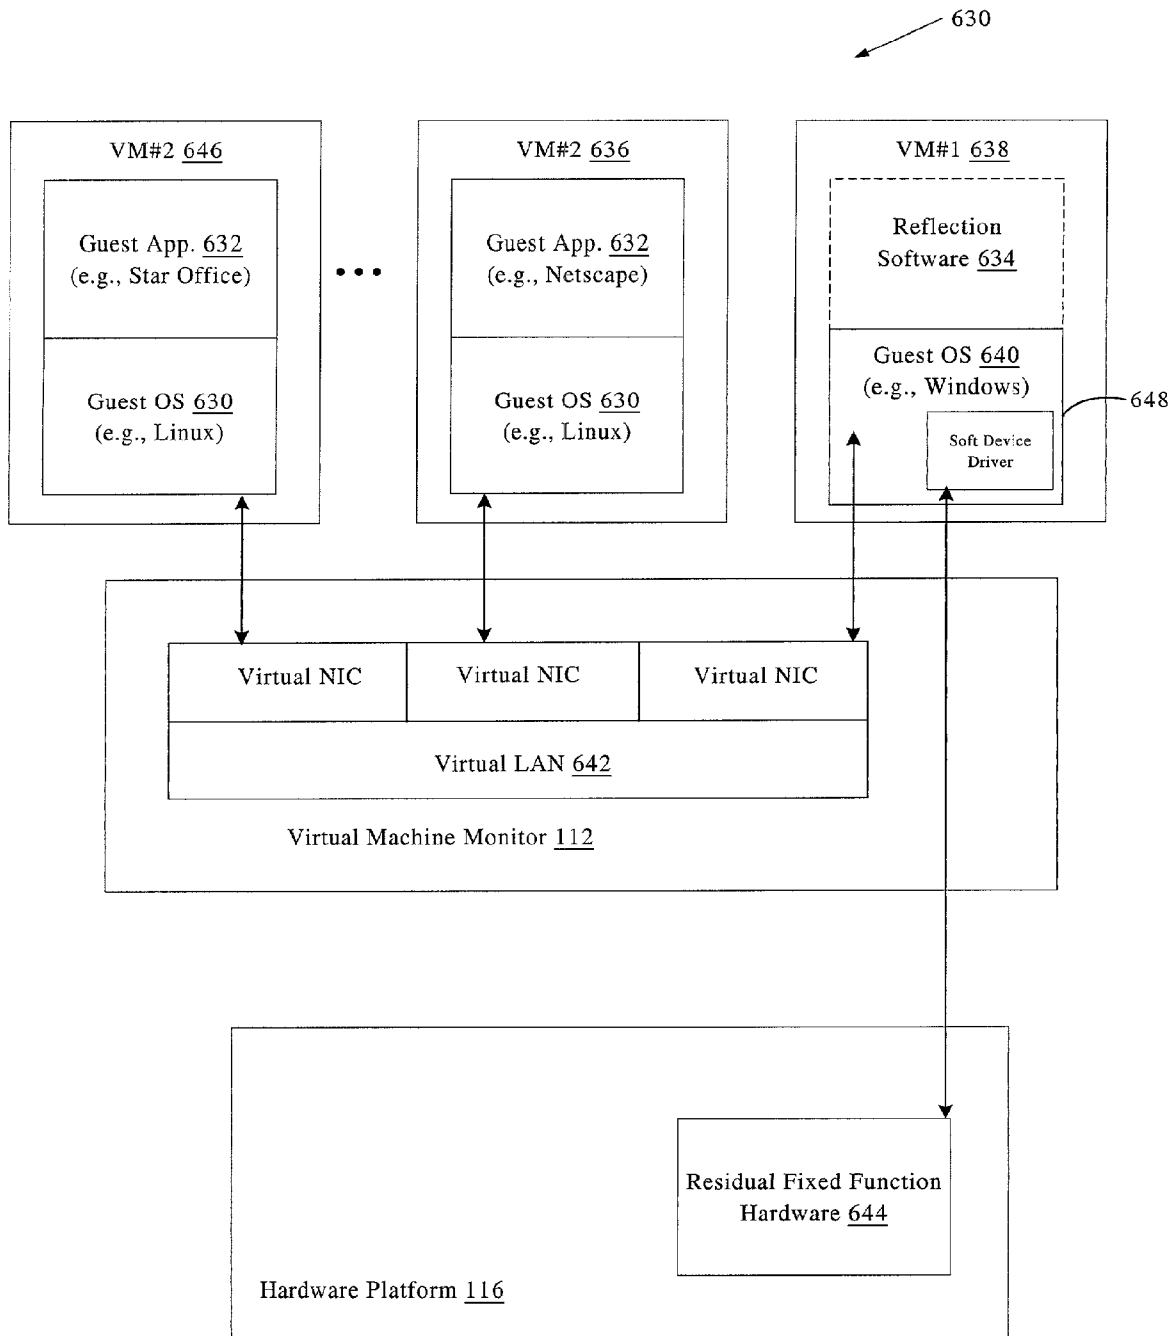 630
VM#2 646
Guest App. 632
(e.g., Star Office)
Guest OS 630
(e.g., Linux)
VM#2 636
Guest App. 632
(e.g., Netscape)
Guest OS 630
(e.g., Linux)
VM#1 638
Reflection
Software 634
Guest OS 640
(e.g., Windows)
Soft Device
Driver
648
Virtual NIC
Virtual NIC
Virtual NIC
Virtual LAN 642
Virtual Machine Monitor 112
Residual Fixed Function
Hardware 644
Hardware Platform 116